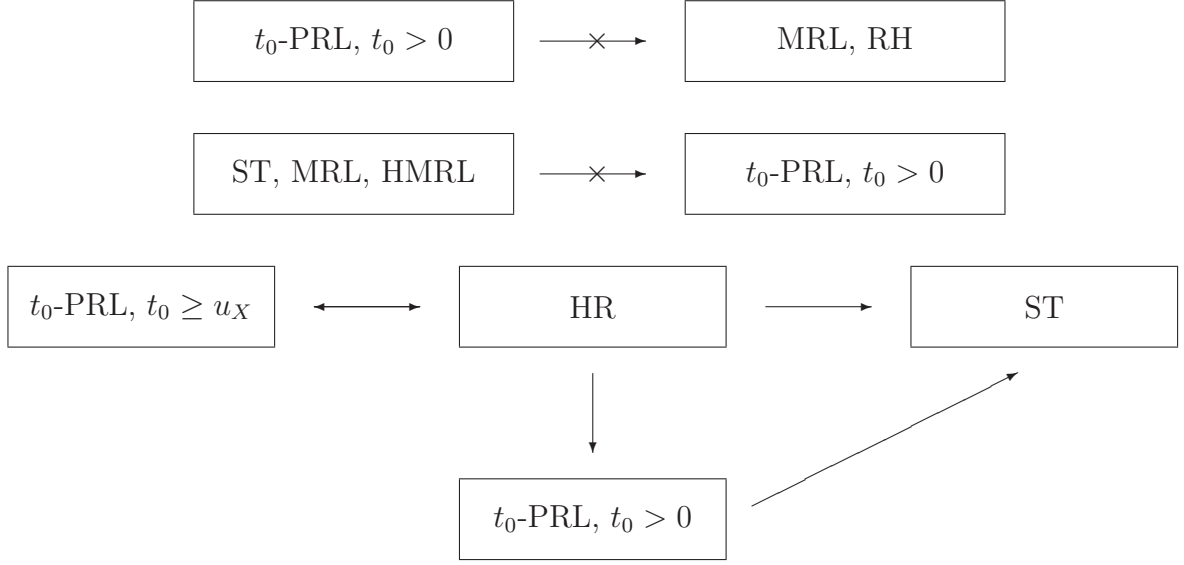 t₀-PRL, t₀ > 0
MRL, RH
ST, MRL, HMRL
t₀-PRL, t₀ > 0
t₀-PRL, t₀ ≥ u_X
HR
ST
t₀-PRL, t₀ > 0